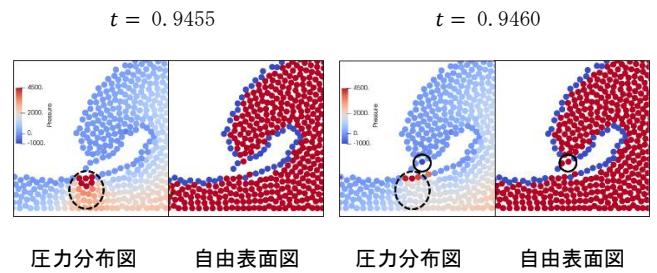 t = 0.9455
t = 0.9460
4500.
2000.
0.
-1000.
Pressure
4500.
2000.
0.
-1000.
Pressure
圧力分布図
自由表面図
圧力分布図
自由表面図